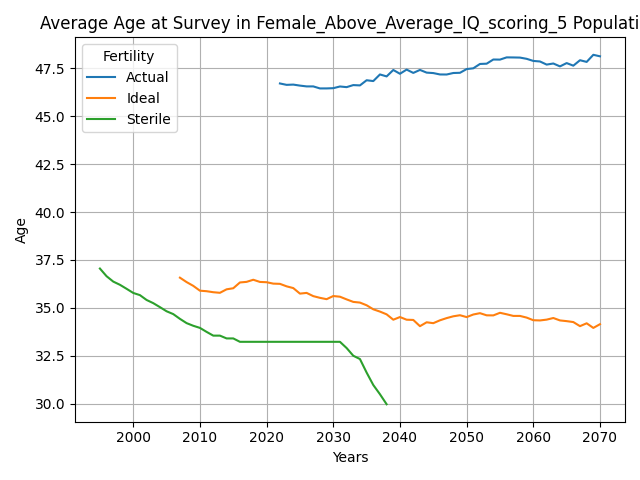 Average Age at Survey in Female_Above_Average_IQ_scoring_5 Populati
Fertility
Actual
Ideal
Sterile
47.5
45.0
42.5
40.0
37.5
35.0
32.5
30.0
Age
2000 2010 2020 2030 2040 2050 2060 2070
Years